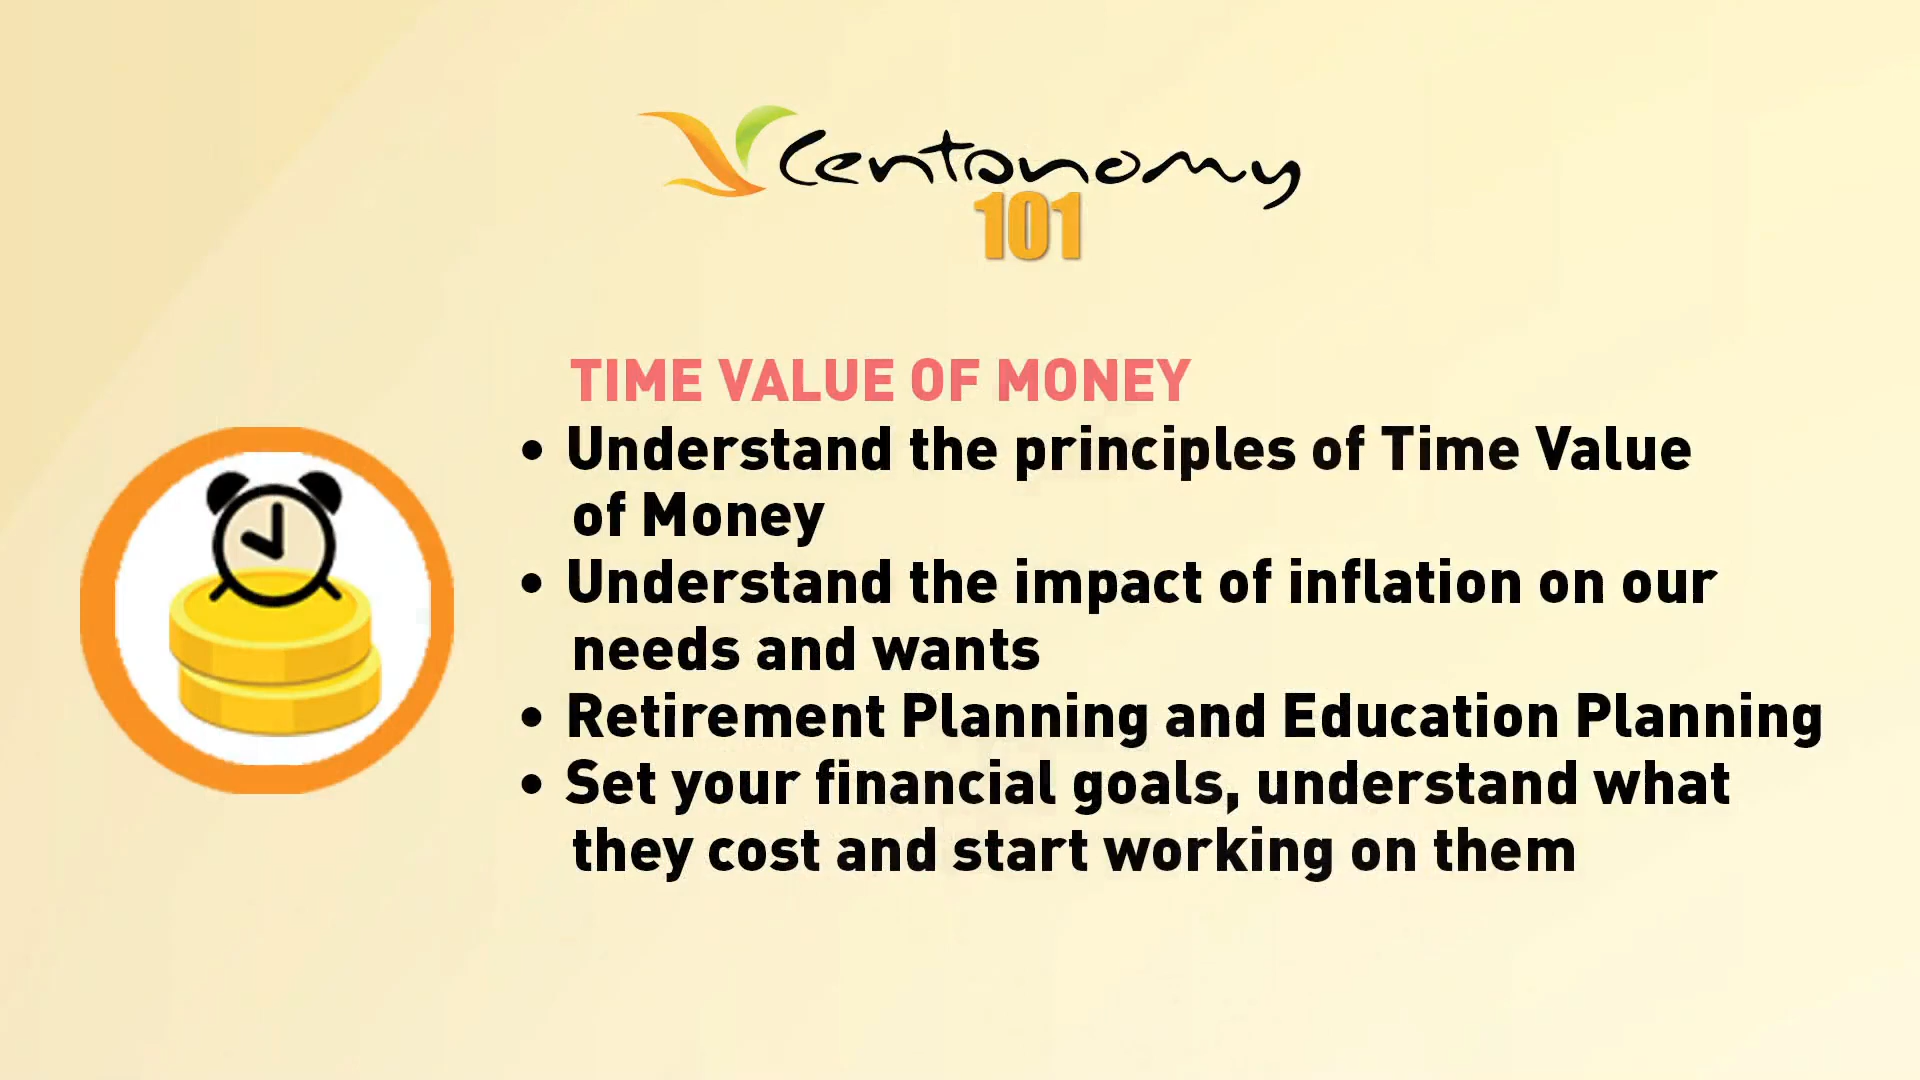 Centonomy
101
TIME VALUE OF MONEY
• Understand the principles of Time Value
of Money
• Understand the impact of inflation on our
needs and wants
• Retirement Planning and Education Planning
• Set your financial goals, understand what
they cost and start working on them